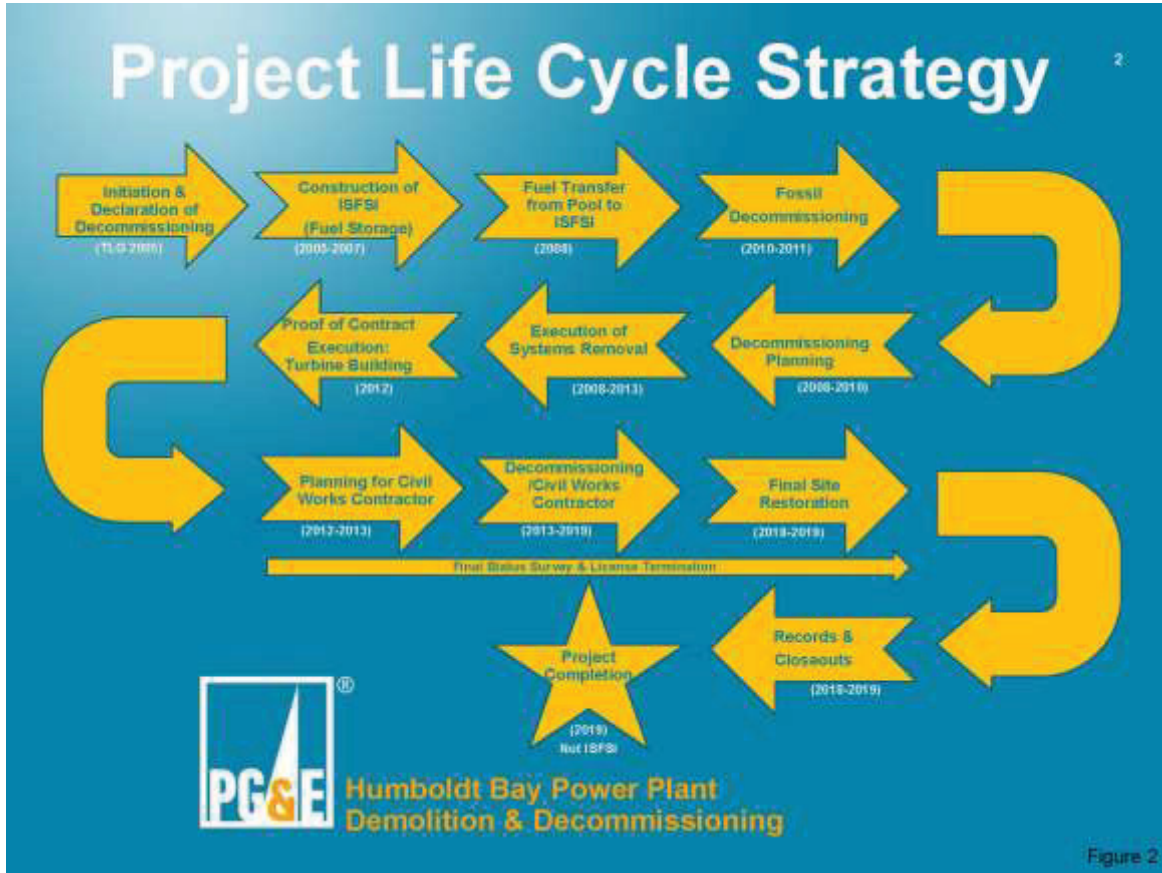 Project Life Cycle Strategy
2
Initiation &
Declaration of
Decommissioning
Construction of
ISFSI
(Fuel Storage)
(2005-2007)
Fuel Transfer
from Pool to
ISFSI
(2008)
Fossil
Decommissioning
(2010-2011)
Decommissioning
Planning
Execution of
Systems Removal
(2008-2013)
Proof of Contract
Execution:
Turbine Building
(2012)
Planning for Civil
Works Contractor
(2012-2013)
Decommissioning
/Civil Works
Contractor
(2013-2019)
Final Site
Restoration
(2018-2019)
Final Status Survey & License Termination
Records &
Closaouts
(2018-2019)
Project
Completion
(2019)
Not ISFSI
PG&E ®
Humboldt Bay Power Plant
Demolition & Decommissioning
Figure 2